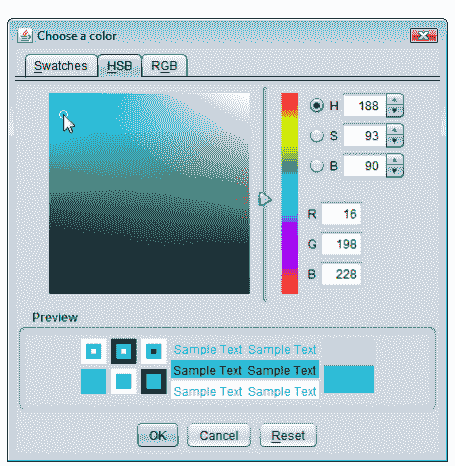 Choose a color
Swatches HSB RGB
H 188
S 93
B 90
R 16
G 198
B 228
Preview
Sample Text Sample Text
Sample Text Sample Text
Sample Text Sample Text
OK Cancel Reset